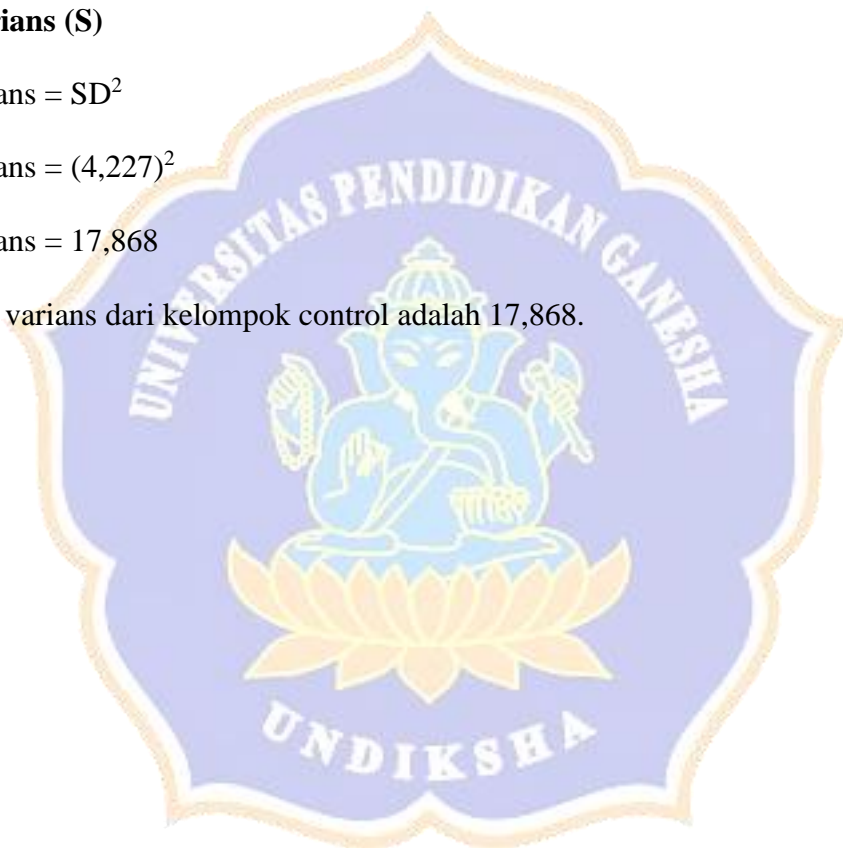 rians (S)
ans = SD²
ans = (4,227)²
ans = 17,868
varians dari kelompok control adalah 17,868.
UNIVERSITAS PENDIDIKAN GANESHA
UNDIKSHA